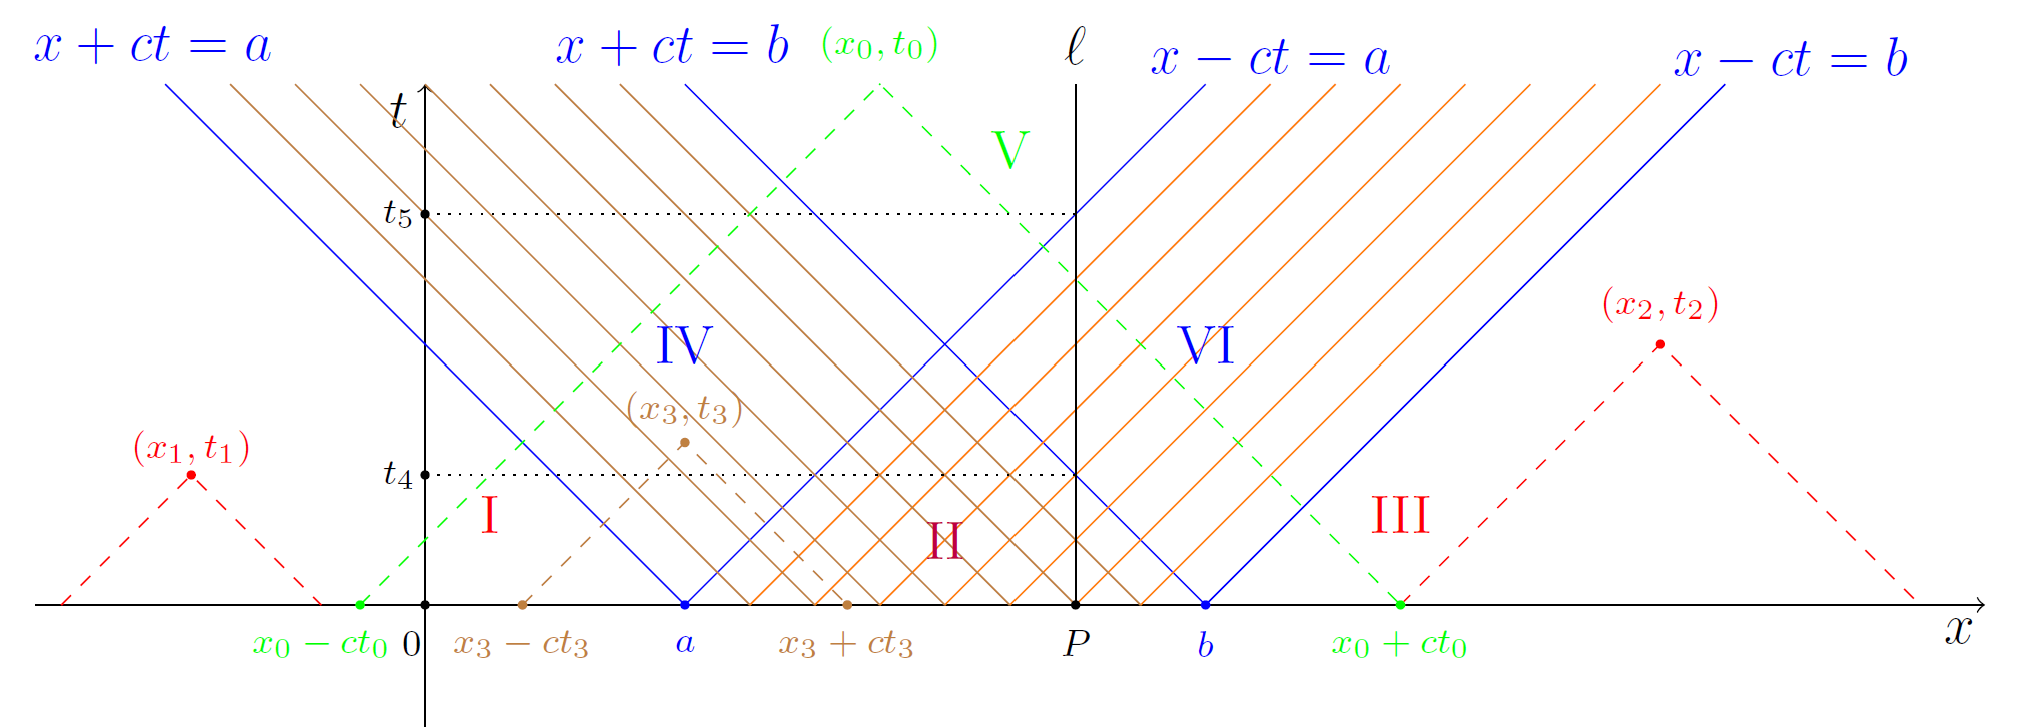 x + ct = a
x + ct = b
(x₀, t₀)
ℓ
x − ct = a
x − ct = b
t
V
t₅
(x₂, t₂)
IV
VI
(x₃, t₃)
(x₁, t₁)
t₄
I
II
III
x₀ − ct₀
0
x₃ − ct₃
a
x₃ + ct₃
P
b
x₀ + ct₀
x